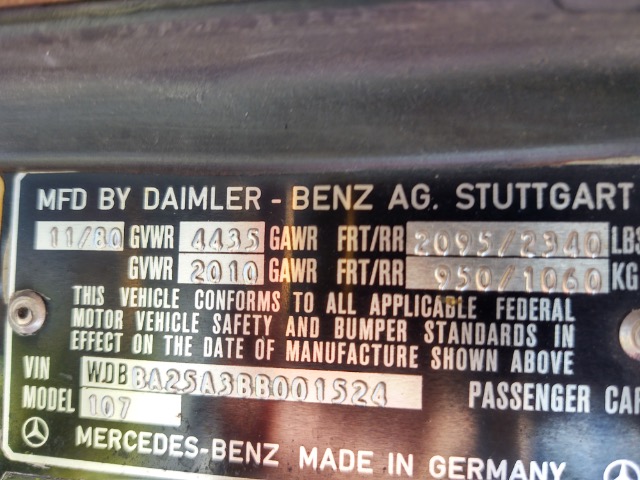 MFD BY DAIMLER - BENZ AG. STUTTGART
11/80 GVWR 4435 GAWR FRT/RR 2095/2340 LBS
GVWR 2010 GAWR FRT/RR 950/1060 KG
THIS VEHICLE CONFORMS TO ALL APPLICABLE FEDERAL
MOTOR VEHICLE SAFETY AND BUMPER STANDARDS IN
EFFECT ON THE DATE OF MANUFACTURE SHOWN ABOVE
VIN WDBBA25A3BB001524
MODEL 107 PASSENGER CAR
MERCEDES-BENZ MADE IN GERMANY